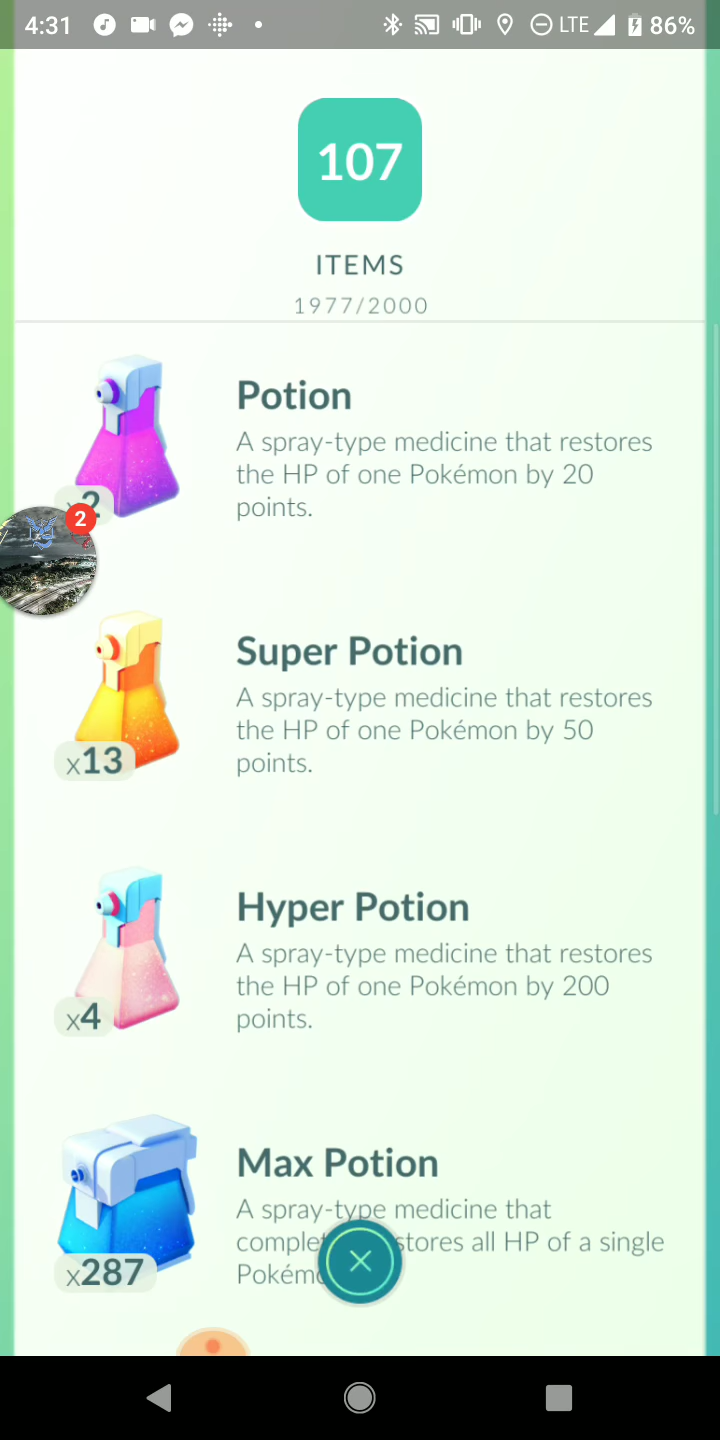 4:31
LTE 86%
107
ITEMS
1977/2000
Potion
A spray-type medicine that restores
the HP of one Pokémon by 20
points.
x2
2
Super Potion
A spray-type medicine that restores
the HP of one Pokémon by 50
points.
x13
Hyper Potion
A spray-type medicine that restores
the HP of one Pokémon by 200
points.
x4
Max Potion
A spray-type medicine that
all HP of a single
x287